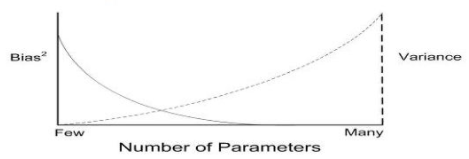 Bias²
Variance
Few
Many
Number of Parameters